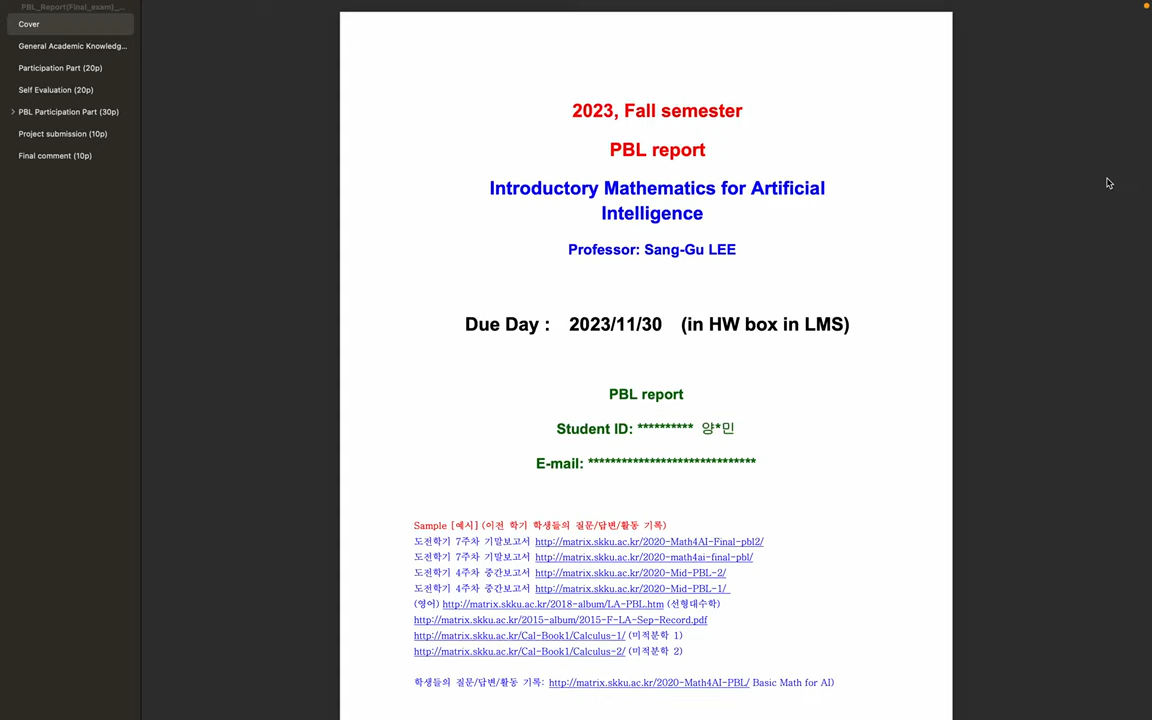 PBL_Report(Final_exam)_...
Cover
General Academic Knowledg...
Participation Part (20p)
Self Evaluation (20p)
PBL Participation Part (30p)
Project submission (10p)
Final comment (10p)
2023, Fall semester
PBL report
Introductory Mathematics for Artificial
Intelligence
Professor: Sang-Gu LEE
Due Day : 2023/11/30 (in HW box in LMS)
PBL report
Student ID: ********** 양*민
E-mail: ******************************
Sample [예시] (이전 학기 학생들의 질문/답변/활동 기록)
도전학기 7주차 기말보고서 http://matrix.skku.ac.kr/2020-Math4AI-Final-pbl2/
도전학기 7주차 기말보고서 http://matrix.skku.ac.kr/2020-math4ai-final-pbl/
도전학기 4주차 중간보고서 http://matrix.skku.ac.kr/2020-Mid-PBL-2/
도전학기 4주차 중간보고서 http://matrix.skku.ac.kr/2020-Mid-PBL-1/
(영어) http://matrix.skku.ac.kr/2018-album/LA-PBL.htm (선형대수학)
http://matrix.skku.ac.kr/2015-album/2015-F-LA-Sep-Record.pdf
http://matrix.skku.ac.kr/Cal-Book1/Calculus-1/ (미적분학 1)
http://matrix.skku.ac.kr/Cal-Book1/Calculus-2/ (미적분학 2)
학생들의 질문/답변/활동 기록: http://matrix.skku.ac.kr/2020-Math4AI-PBL/ Basic Math for AI)